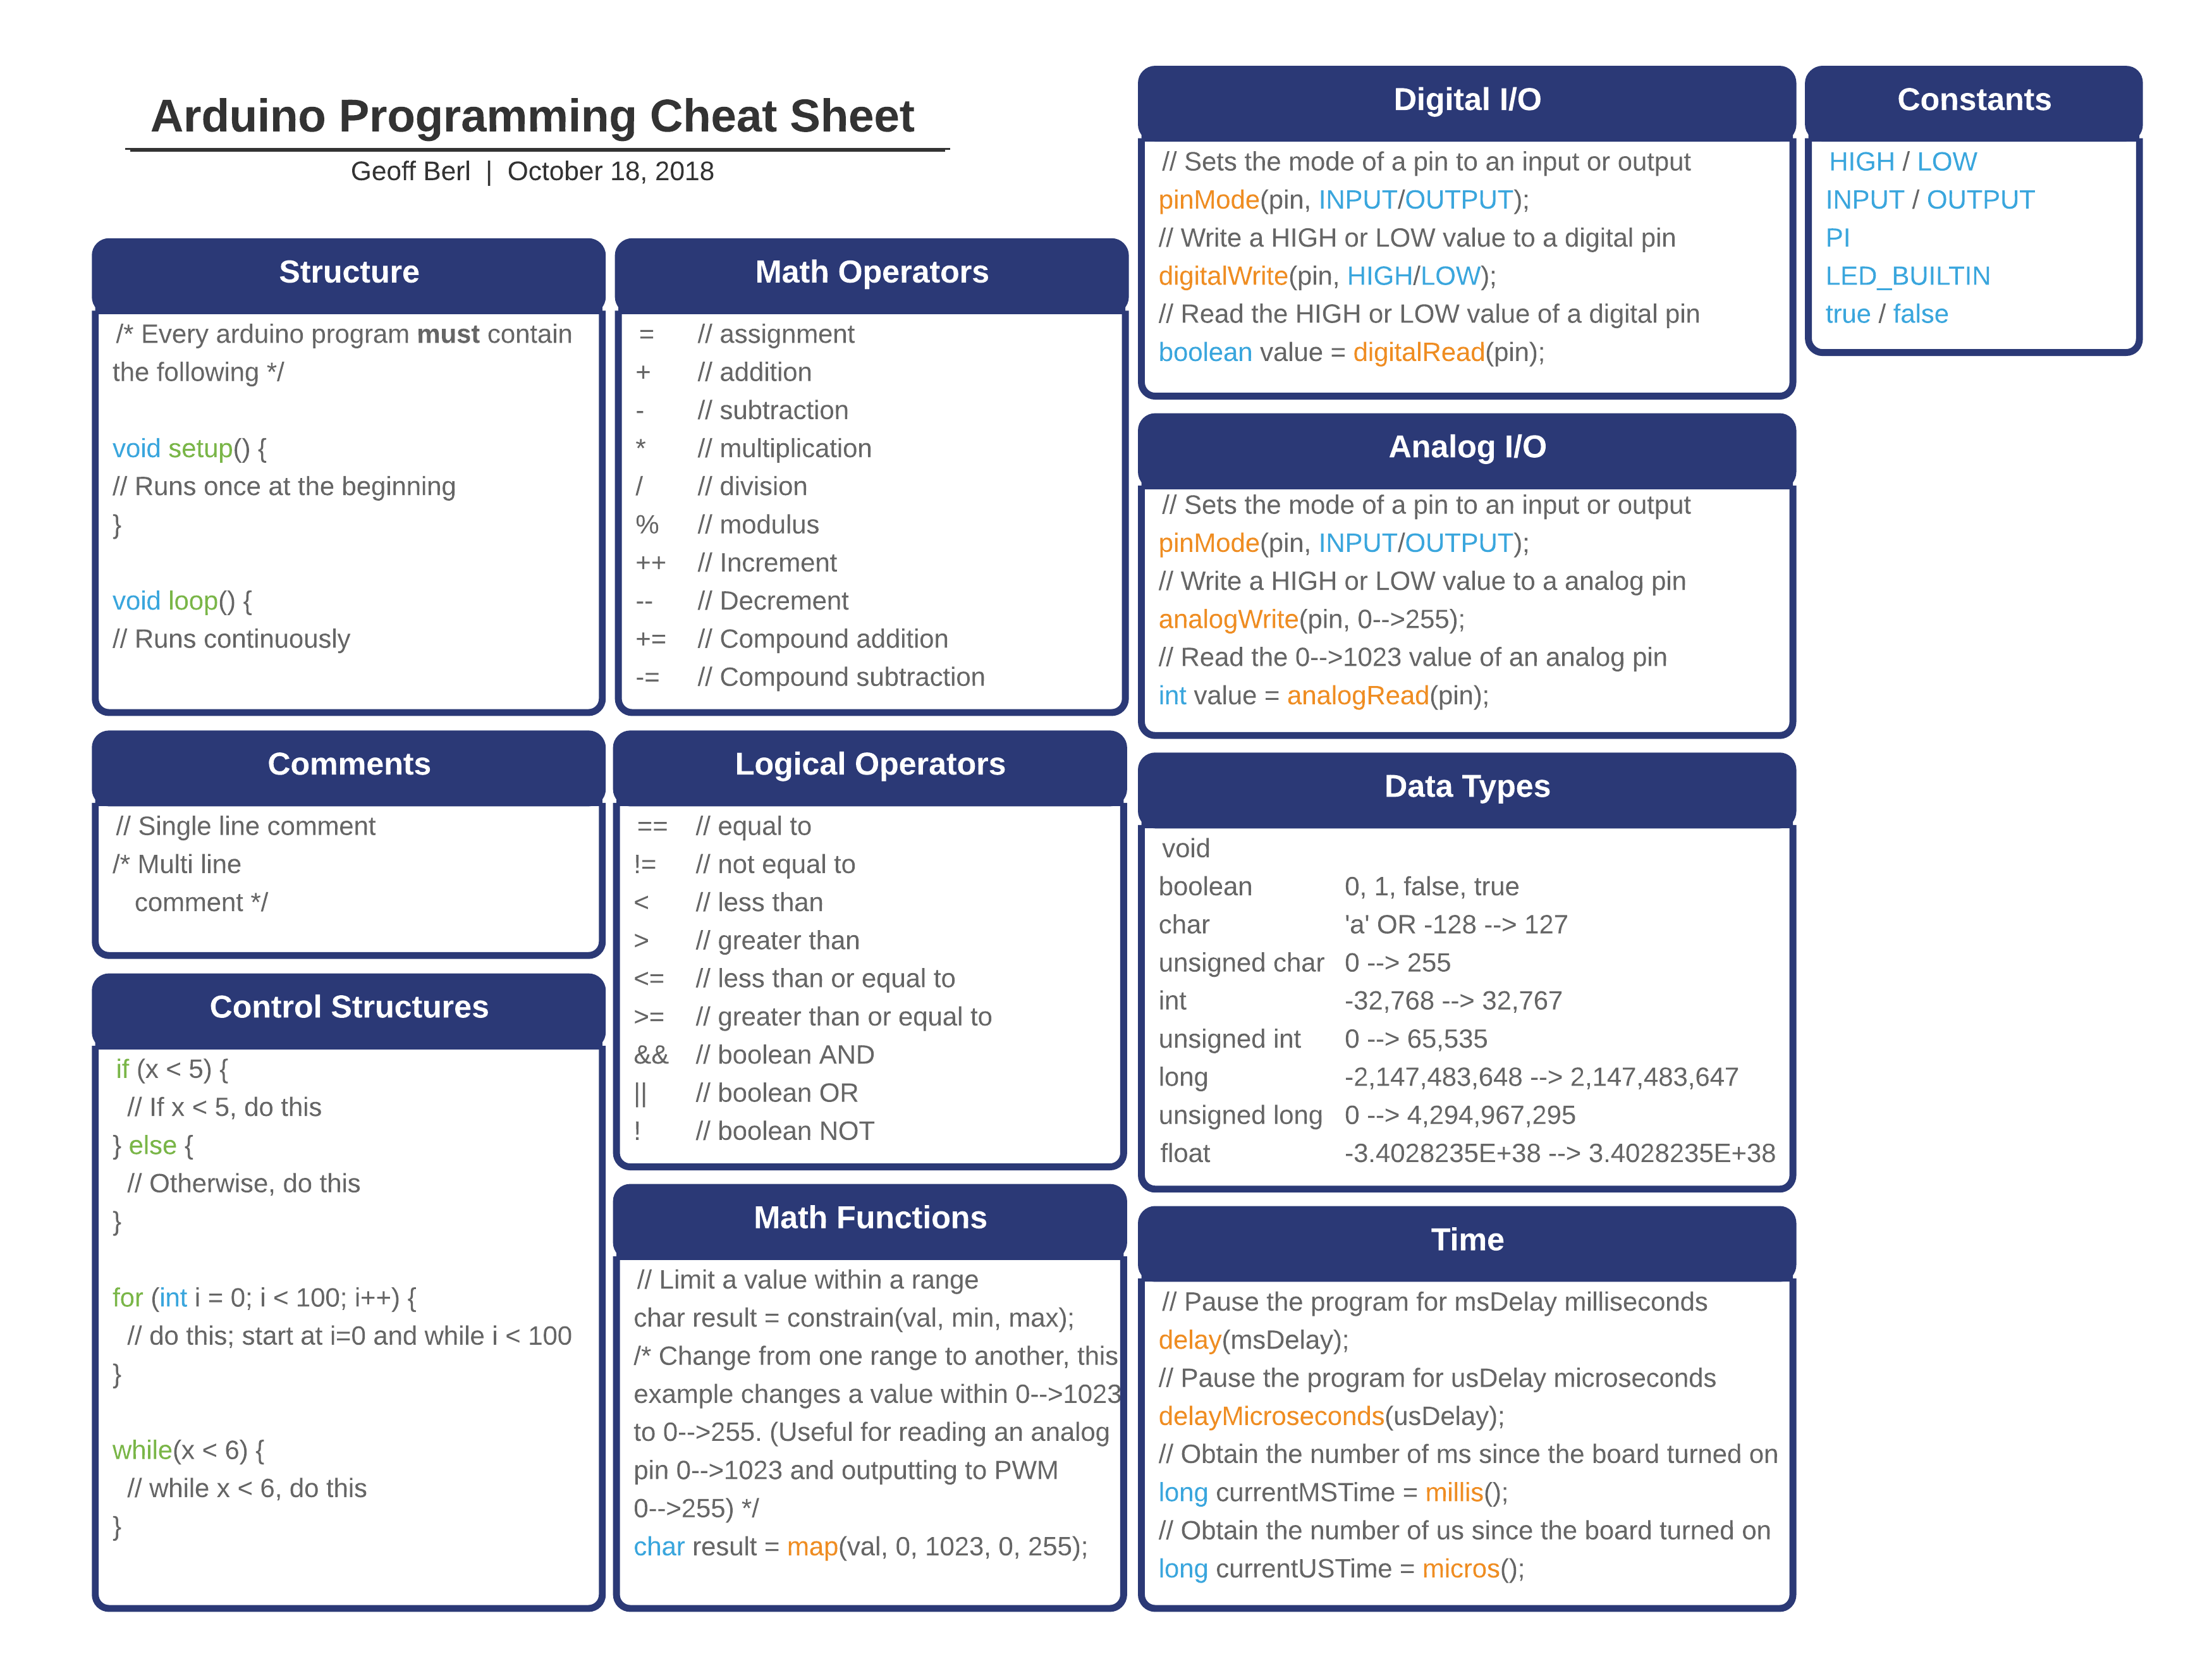 Arduino Programming Cheat Sheet
Geoff Berl | October 18, 2018
Structure
/* Every arduino program must contain
the following */
void setup() {
// Runs once at the beginning
}
void loop() {
// Runs continuously
Comments
// Single line comment
/* Multi line
comment */
Control Structures
if (x < 5) {
// If x < 5, do this
} else {
// Otherwise, do this
}
for (int i = 0; i < 100; i++) {
// do this; start at i=0 and while i < 100
}
while(x < 6) {
// while x < 6, do this
}
Math Operators
= // assignment
+ // addition
- // subtraction
* // multiplication
/ // division
% // modulus
++ // Increment
-- // Decrement
+= // Compound addition
-= // Compound subtraction
Logical Operators
== // equal to
!= // not equal to
< // less than
> // greater than
<= // less than or equal to
>= // greater than or equal to
&& // boolean AND
|| // boolean OR
! // boolean NOT
Math Functions
// Limit a value within a range
char result = constrain(val, min, max);
/* Change from one range to another, this
example changes a value within 0-->1023
to 0-->255. (Useful for reading an analog
pin 0-->1023 and outputting to PWM
0-->255) */
char result = map(val, 0, 1023, 0, 255);
Digital I/O
// Sets the mode of a pin to an input or output
pinMode(pin, INPUT/OUTPUT);
// Write a HIGH or LOW value to a digital pin
digitalWrite(pin, HIGH/LOW);
// Read the HIGH or LOW value of a digital pin
boolean value = digitalRead(pin);
Analog I/O
// Sets the mode of a pin to an input or output
pinMode(pin, INPUT/OUTPUT);
// Write a HIGH or LOW value to a analog pin
analogWrite(pin, 0-->255);
// Read the 0-->1023 value of an analog pin
int value = analogRead(pin);
Data Types
void
boolean 0, 1, false, true
char 'a' OR -128 --> 127
unsigned char 0 --> 255
int -32,768 --> 32,767
unsigned int 0 --> 65,535
long -2,147,483,648 --> 2,147,483,647
unsigned long 0 --> 4,294,967,295
float -3.4028235E+38 --> 3.4028235E+38
Time
// Pause the program for msDelay milliseconds
delay(msDelay);
// Pause the program for usDelay microseconds
delayMicroseconds(usDelay);
// Obtain the number of ms since the board turned on
long currentMSTime = millis();
// Obtain the number of us since the board turned on
long currentUSTime = micros();
Constants
HIGH / LOW
INPUT / OUTPUT
PI
LED_BUILTIN
true / false